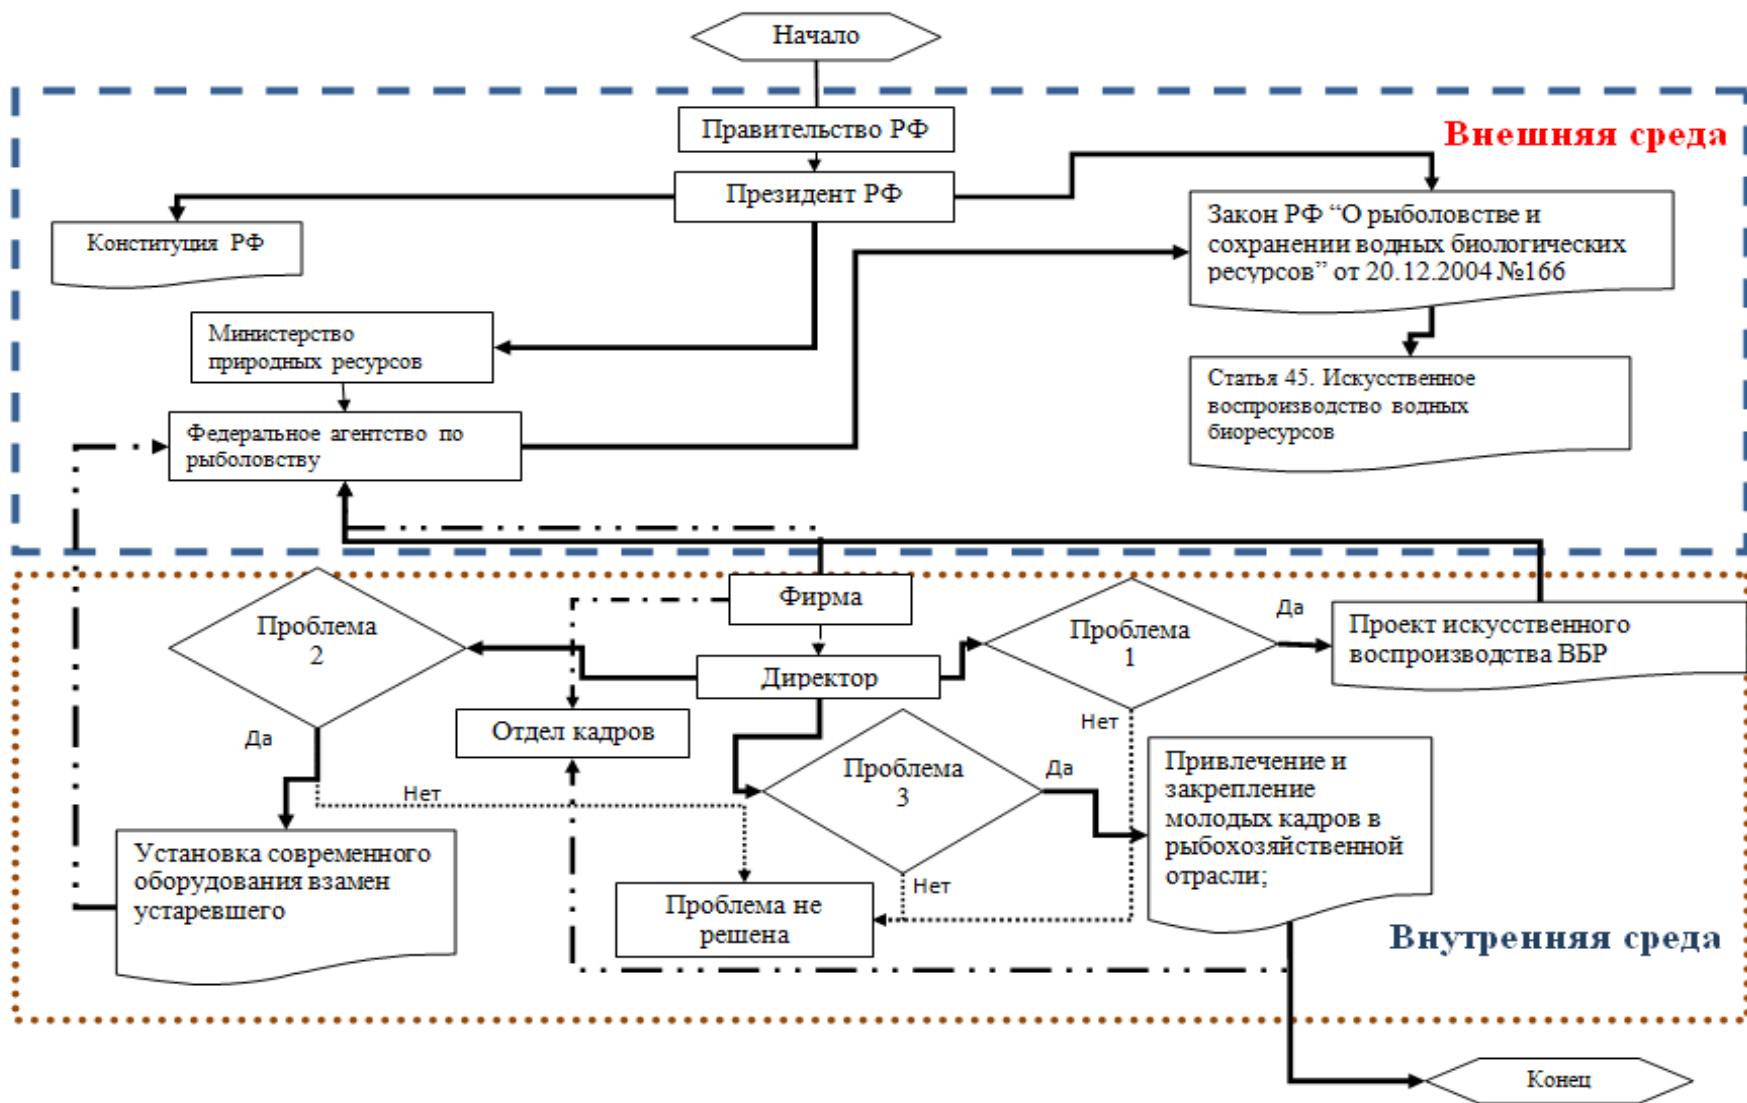 Начало
Правительство РФ
Внешняя среда
Президент РФ
Закон РФ “О рыболовстве и
сохранении водных биологических
ресурсов” от 20.12.2004 №166
Конституция РФ
Министерство
природных ресурсов
Статья 45. Искусственное
воспроизводство водных
биоресурсов
Федеральное агентство по
рыболовству
Фирма
Проблема
2
Проблема
1
Да
Проект искусственного
воспроизводства ВБР
Директор
Отдел кадров
Да
Нет
Проблема
3
Да
Привлечение и
закрепление
молодых кадров в
рыбохозяйственной
отрасли;
Нет
Установка современного
оборудования взамен
устаревшего
Нет
Проблема не
решена
Внутренняя среда
Конец